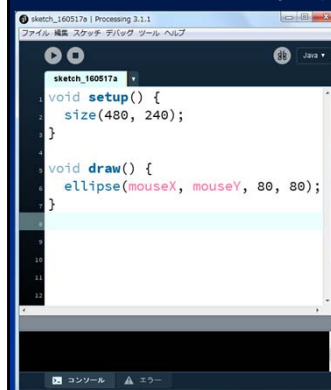 sketch_160517a | Processing 3.1.1
ファイル 編集 スケッチ デバッグ ツール ヘルプ
Java ▼
sketch_160517a ▼
1 void setup() {
2 size(480, 240);
3 }
4
5 void draw() {
6 ellipse(mouseX, mouseY, 80, 80);
7 }
8
9
10
11
12
コンソール エラー